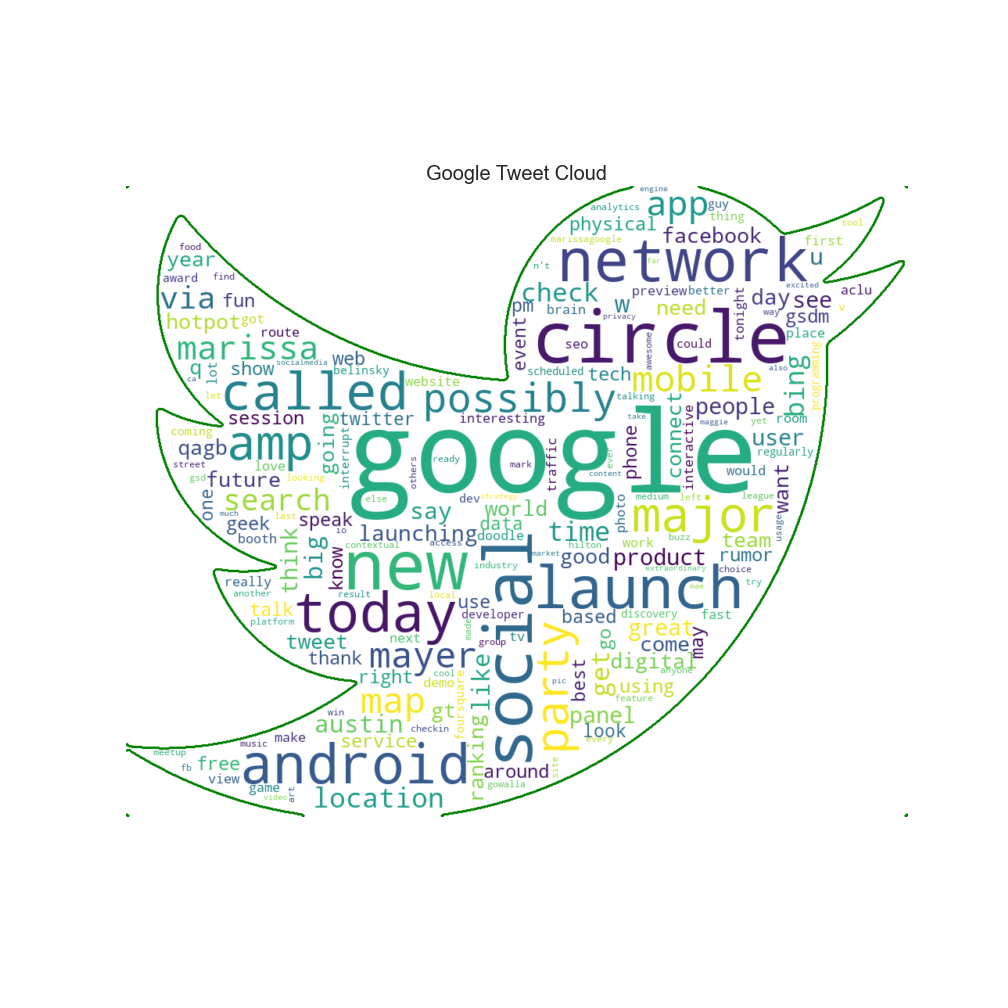 Google Tweet Cloud
engine
analytics
app
guy
physical
thing
tool
food
marissagoogle
facebook
first
year
far
network
u
award
find
n't
excited
aclu
via
fun
check
preview
better
day
see
w
need
v
pm
brain
way
gsdm
hotpot
got
privacy
tonight
route
event
circle
place
marissa
seo
awesome
could
web
also
q
lot
show
socialmedia
belinsky
scheduled
tech
mobile
bing
programming
ca
website
called
possibly
talking
let
take
people
room
session
twitter
interesting
maggie
yet
coming
amp
going
google
phone
connect
interactive
user
qagb
interrupt
ready
traffic
ever
regularly
street
love
others
mark
content
would
future
looking
gsd
search
else
dev
strategy
photo
medium
left
league
want
one
much
last
io
say
world
major
geek
speak
data
time
usage
booth
launching
doodle
work
buzz
team
think
big
know
contextual
access
market
hilton
good
product
rumor
new
industry
extraordinary
choice
really
result
local
social
launch
mae
try
another
talk
today
use
developer
based
discovery
fast
platform
made
tweet
next
group
tv
great
may
thank
mayer
go
come
right
cool
like
party
get
digital
anyone
demo
pic
best
using
feature
map
gt
foursquare
win
austin
checkin
panel
make
service
look
music
every
meetup
android
ranking
around
site
fb
free
view
game
art
location
gowalla
video